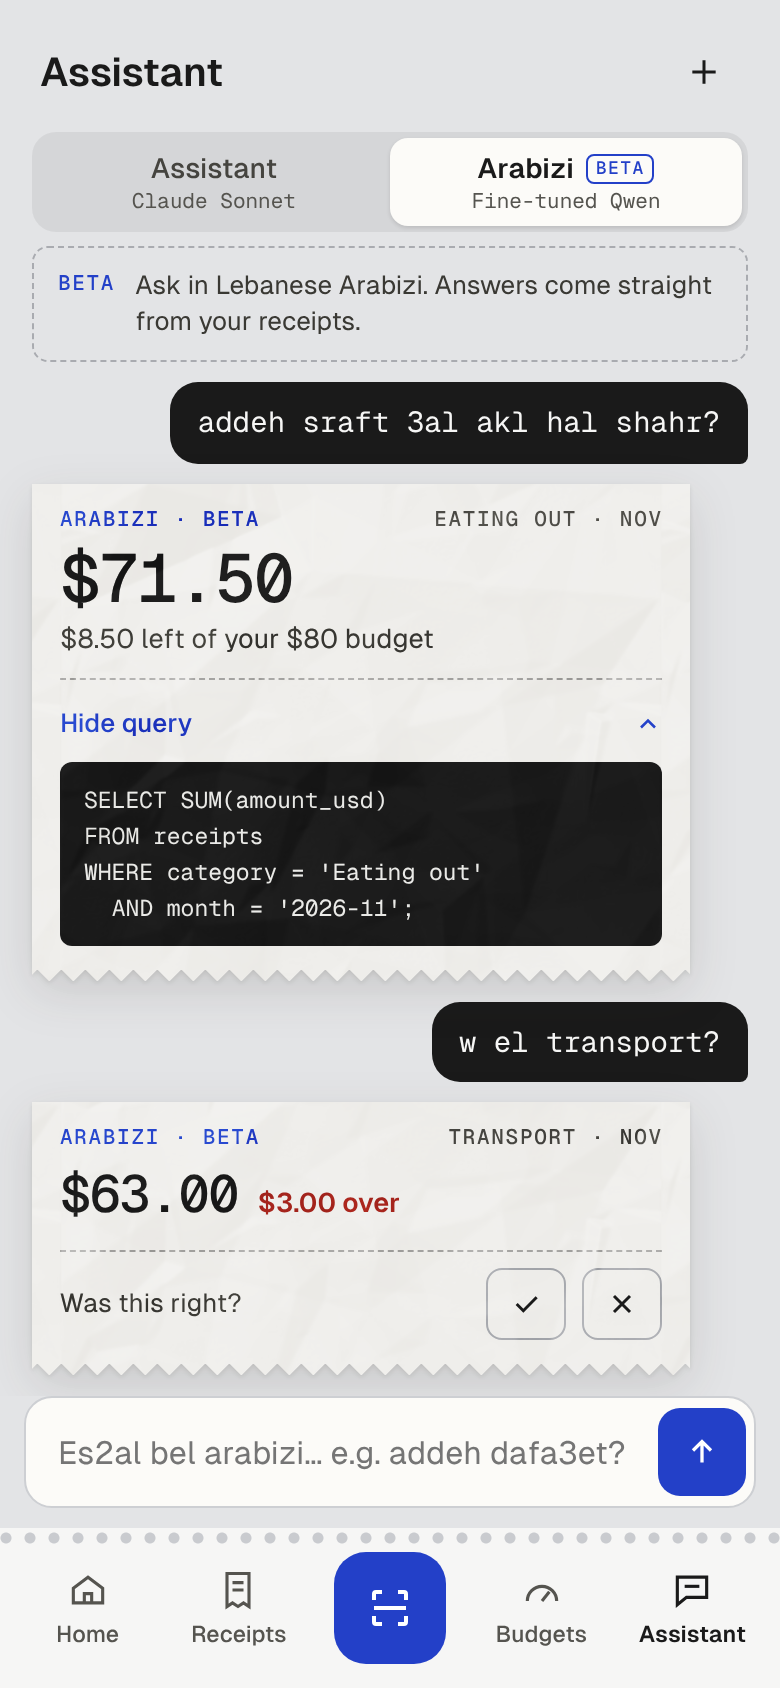 Assistant
Assistant
Claude Sonnet
Arabizi BETA
Fine-tuned Qwen
BETA Ask in Lebanese Arabizi. Answers come straight
from your receipts.
addeh sraft 3al akl hal shahr?
ARABIZI · BETA EATING OUT · NOV
$71.50
$8.50 left of your $80 budget
Hide query
SELECT SUM(amount_usd)
FROM receipts
WHERE category = 'Eating out'
AND month = '2026-11';
w el transport?
ARABIZI · BETA TRANSPORT · NOV
$63.00 $3.00 over
Was this right?
Es2al bel arabizi... e.g. addeh dafa3et?
Home Receipts Budgets Assistant